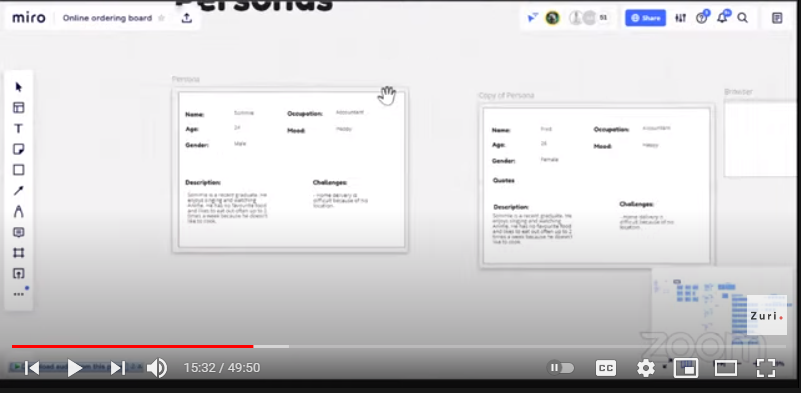 Personas
miro
Online ordering board
51
Share
Persona
Name:
Age:
24
Gender:
Male
Occupation:
Accountant
Mood:
Happy
Description:
is a recent graduate. He
enjoys singing and watching
Anime. He has no favourite food
and likes to eat out often up to 2
times a week because he doesn't
like to cook.
Challenges:
- Home delivery is
difficult because of his
location
Copy of Persona
Name:
Fred
Age:
Gender:
Female
Occupation:
Accountant
Mood:
Happy
Quotes
Description:
is a recent graduate. He
enjoys singing and watching
Anime. He has no favourite food
and likes to eat out often up to 2
times a week because he doesn't
like to cook.
Challenges:
- Home delivery is
difficult because of his
location
Browser
Zuri.
zoom
15:32 / 49:50
CC